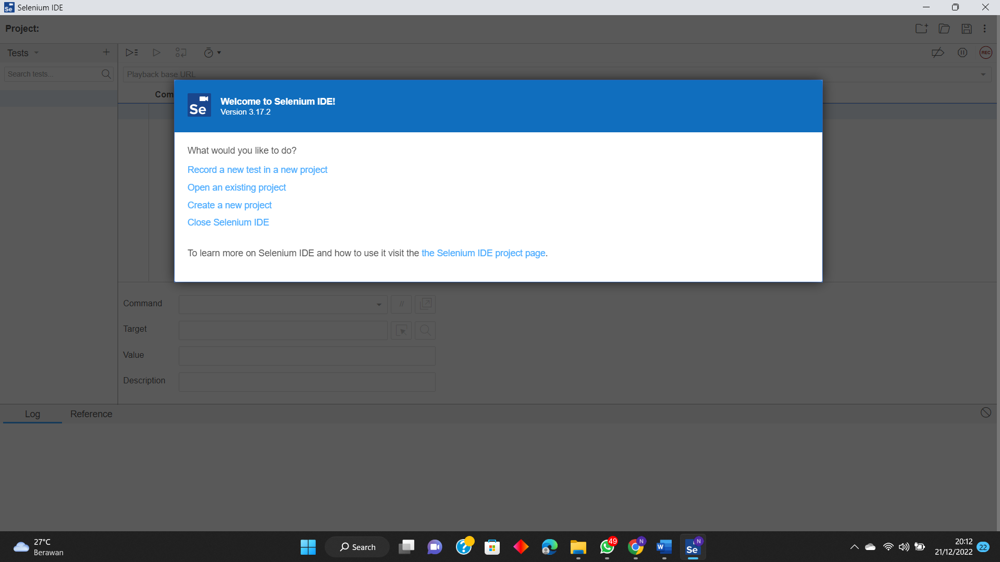 Se Selenium IDE
Project:
Tests
Search tests...
Playback base URL
REC
Com
Se
Welcome to Selenium IDE!
Version 3.17.2
What would you like to do?
Record a new test in a new project
Open an existing project
Create a new project
Close Selenium IDE
To learn more on Selenium IDE and how to use it visit the the Selenium IDE project page.
Command
//
Target
Value
Description
Log Reference
27°C
Berawan
Search
49
N
W
Se N
20:12
21/12/2022
22